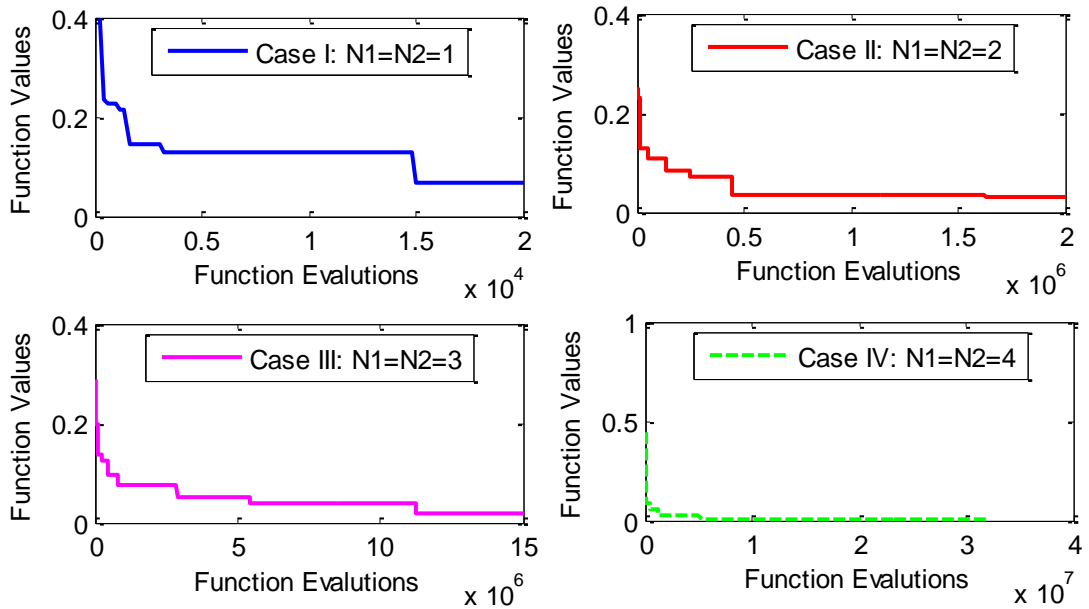 Function Values
0.4
0.2
0
Case I: N1=N2=1
0 0.5 1 1.5 2
Function Evalutions
x 10^4
Function Values
0.4
0.2
0
Case II: N1=N2=2
0 0.5 1 1.5 2
Function Evalutions
x 10^6
Function Values
0.4
0.2
0
Case III: N1=N2=3
0 5 10 15
Function Evalutions
x 10^6
Function Values
1
0.5
0
Case IV: N1=N2=4
0 1 2 3 4
Function Evalutions
x 10^7